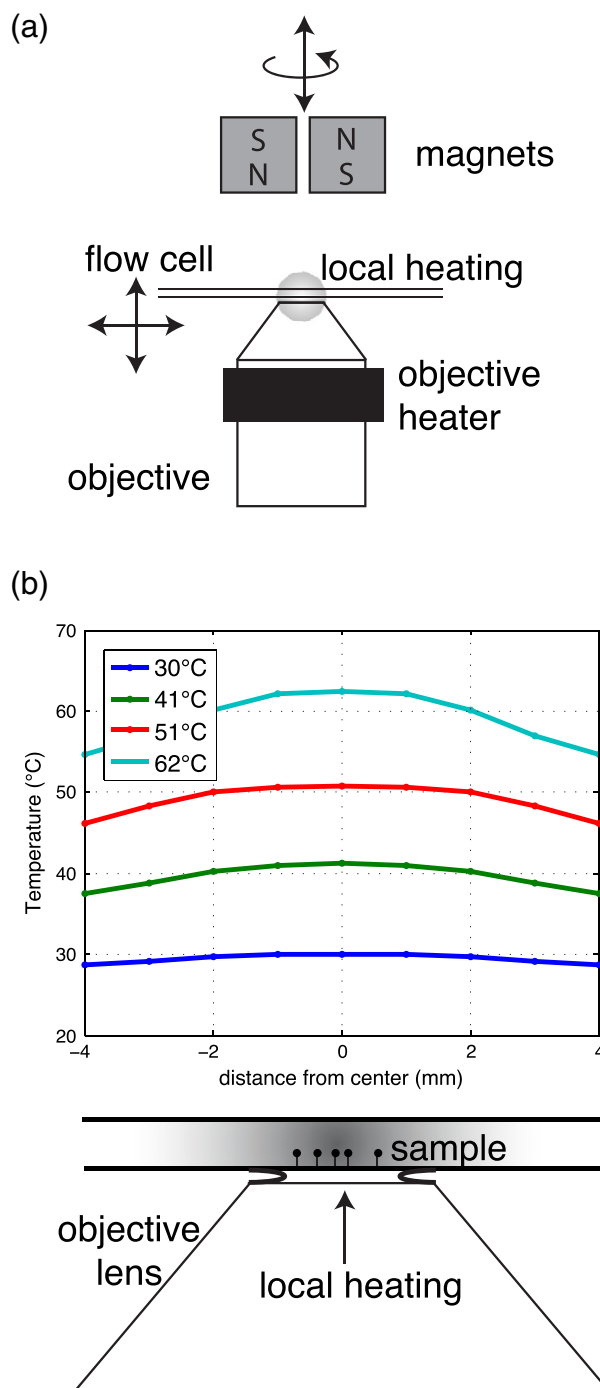 (a)
S
N
N
S
magnets
flow cell
local heating
objective
heater
objective
(b)
70
60
50
40
30
20
Temperature (°C)
30°C
41°C
51°C
62°C
−4
−2
0
2
4
distance from center (mm)
sample
objective
lens
local heating